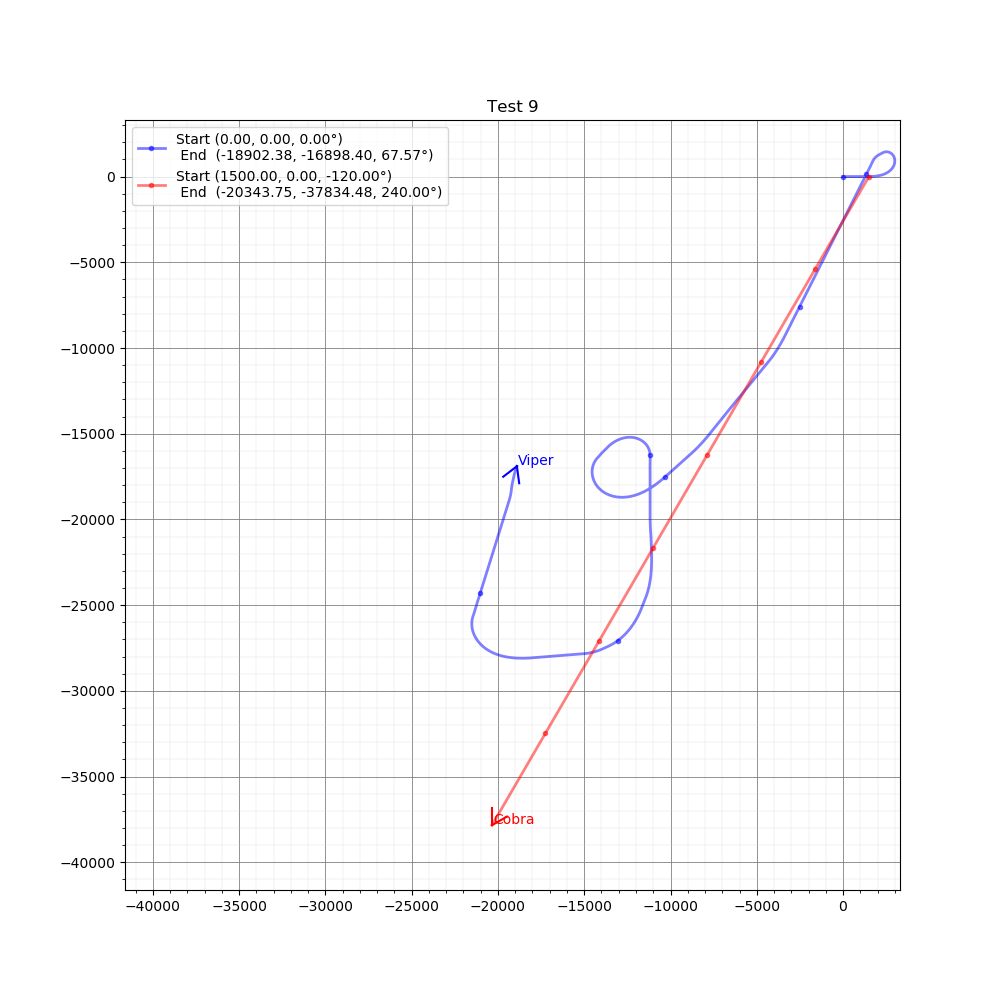 Test 9
Start (0.00, 0.00, 0.00°)
End  (-18902.38, -16898.40, 67.57°)
Start (1500.00, 0.00, -120.00°)
End  (-20343.75, -37834.48, 240.00°)
0
−5000
−10000
−15000
−20000
−25000
−30000
−35000
−40000
Viper
Cobra
−40000 −35000 −30000 −25000 −20000 −15000 −10000 −5000 0